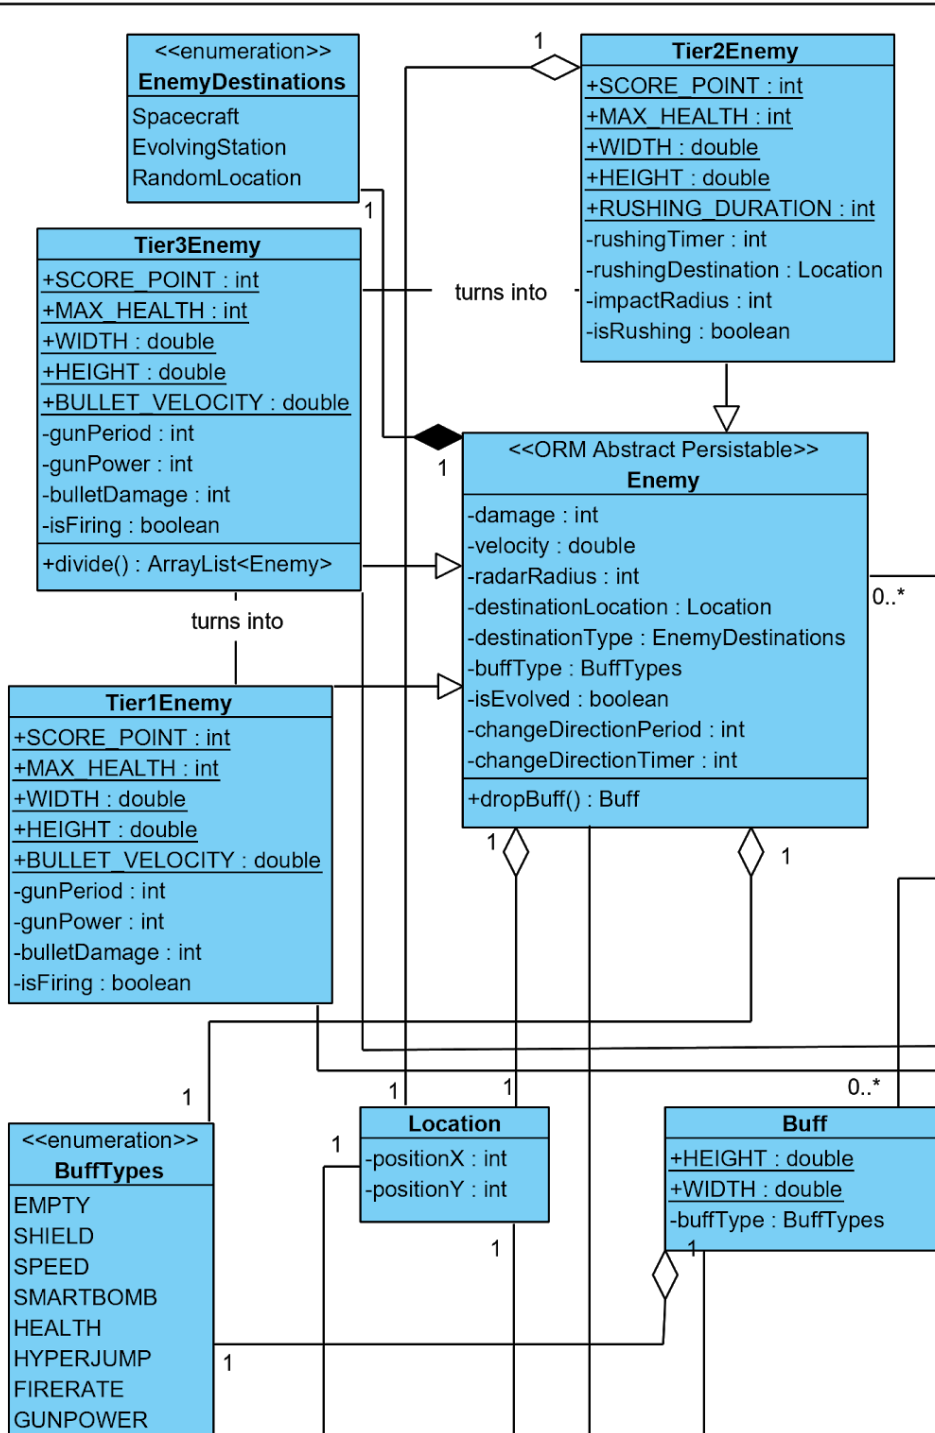 <<enumeration>>
EnemyDestinations
Spacecraft
EvolvingStation
RandomLocation
1
1
Tier2Enemy
+SCORE_POINT : int
+MAX_HEALTH : int
+WIDTH : double
+HEIGHT : double
+RUSHING_DURATION : int
-rushingTimer : int
-rushingDestination : Location
-impactRadius : int
-isRushing : boolean
Tier3Enemy
+SCORE_POINT : int
+MAX_HEALTH : int
+WIDTH : double
+HEIGHT : double
+BULLET_VELOCITY : double
-gunPeriod : int
-gunPower : int
-bulletDamage : int
-isFiring : boolean
+divide() : ArrayList<Enemy>
turns into
1
<<ORM Abstract Persistable>>
Enemy
-damage : int
-velocity : double
-radarRadius : int
-destinationLocation : Location
-destinationType : EnemyDestinations
-buffType : BuffTypes
-isEvolved : boolean
-changeDirectionPeriod : int
-changeDirectionTimer : int
+dropBuff() : Buff
0..*
turns into
Tier1Enemy
+SCORE_POINT : int
+MAX_HEALTH : int
+WIDTH : double
+HEIGHT : double
+BULLET_VELOCITY : double
-gunPeriod : int
-gunPower : int
-bulletDamage : int
-isFiring : boolean
1
1
1
1
1
0..*
<<enumeration>>
BuffTypes
EMPTY
SHIELD
SPEED
SMARTBOMB
HEALTH
HYPERJUMP
FIRERATE
GUNPOWER
1
Location
-positionX : int
-positionY : int
1
Buff
+HEIGHT : double
+WIDTH : double
-buffType : BuffTypes
1
1